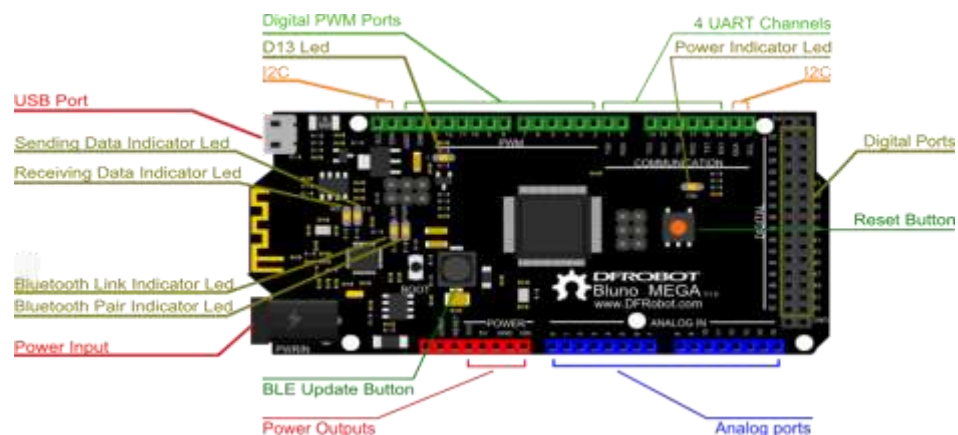 Digital PWM Ports
4 UART Channels
D13 Led
Power Indicator Led
I2C
I2C
USB Port
Sending Data Indicator Led
Digital Ports
Receiving Data Indicator Led
PWM
COMMUNICATION
DIGITAL
Reset Button
Bluetooth Link Indicator Led
DFROBOT
Bluno MEGA
Bluetooth Pair Indicator Led
BOOT
www.DFRobot.com
POWER
ANALOG IN
Power Input
PWRIN
BLE Update Button
Power Outputs
Analog ports